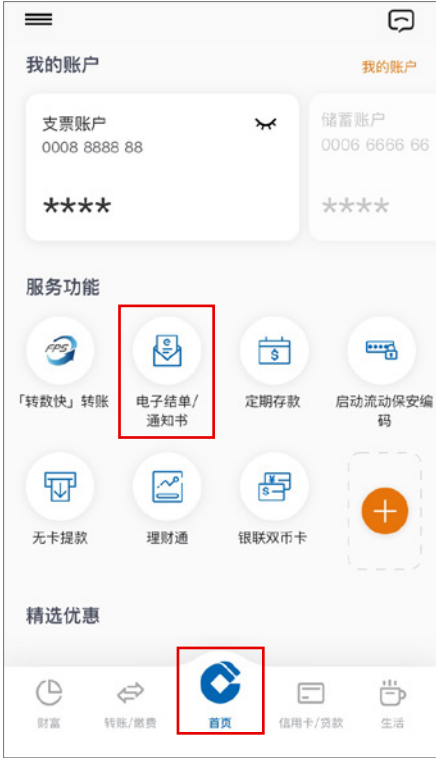 我的账户
我的账户
支票账户
0008 8888 88
****
储蓄账户
0006 6666 66
****
服务功能
FPS
「转数快」转账
电子结单/
通知书
定期存款
启动流动保安编
码
无卡提款
理财通
银联双币卡
精选优惠
财富
转账/缴费
首页
信用卡/贷款
生活